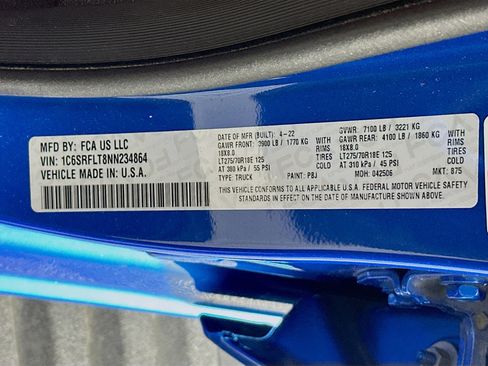 MFD BY: FCA US LLC
VIN: 1C6SRFLT8NN234864
VEHICLE MADE IN: U.S.A.
DATE OF MFR (BUILT): 4-22
GVWR: 7100 LB / 3221 KG
GAWR FRONT: 3900 LB / 1770 KG WITH GAWR REAR: 4100 LB / 1860 KG WITH
18X8.0 RIMS 18X8.0 RIMS
LT275/70R18E 125 TIRES LT275/70R18E 125 TIRES
AT 380 kPa / 55 PSI COLD AT 310 kPa / 45 PSI COLD
TYPE: TRUCK PAINT: PBJ MDH: 042506 MKT: 875
CONFORMS TO ALL APPLICABLE U.S.A. FEDERAL MOTOR VEHICLE SAFETY
STANDARDS IN EFFECT ON THE DATE OF MANUFACTURE SHOWN ABOVE.